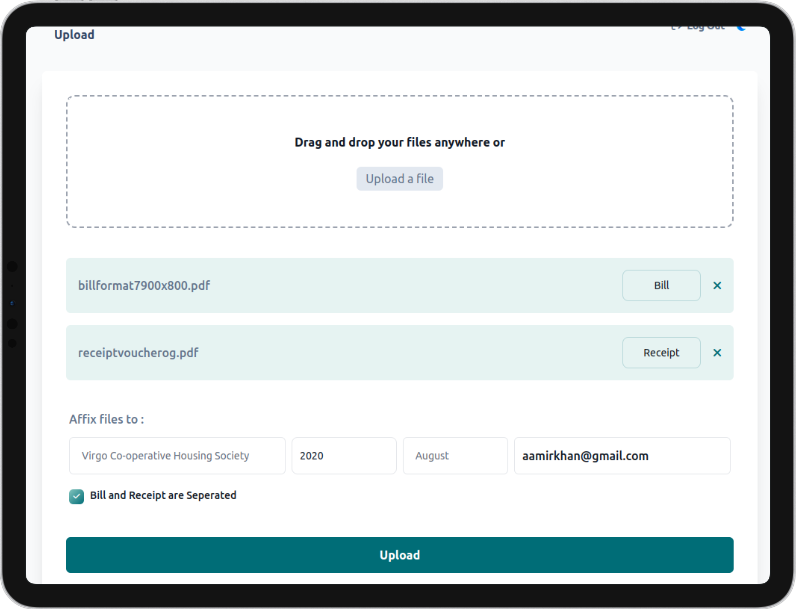 Upload
Log Out
Drag and drop your files anywhere or
Upload a file
billformat7900x800.pdf
Bill
receiptvoucherog.pdf
Receipt
Affix files to :
Virgo Co-operative Housing Society
2020
August
aamirkhan@gmail.com
Bill and Receipt are Seperated
Upload